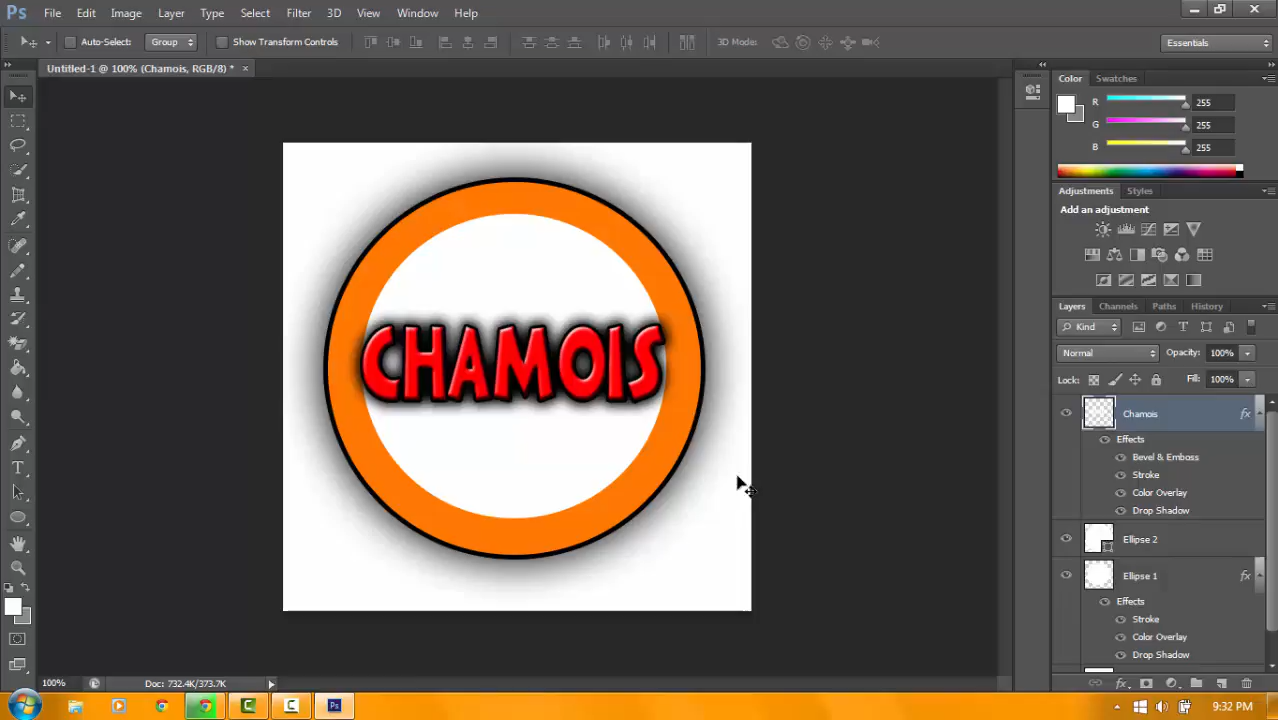 Ps File Edit Image Layer Type Select Filter 3D View Window Help
Auto-Select: Group Show Transform Controls 3D Mode: Essentials
Untitled-1 @ 100% (Chamois, RGB/8) * ×
Color Swatches
R 255
G 255
B 255
Adjustments Styles
Add an adjustment
Layers Channels Paths History
Kind
Normal Opacity: 100%
Lock: Fill: 100%
Chamois fx
Effects
Bevel & Emboss
Stroke
Color Overlay
Drop Shadow
Ellipse 2
Ellipse 1 fx
Effects
Stroke
Color Overlay
Drop Shadow
CHAMOIS
100% Doc: 732.4K/373.7K
9:32 PM